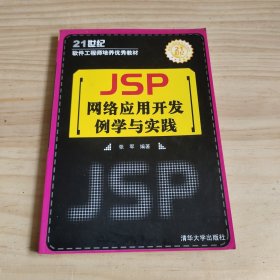 21世纪
软件工程师培养优秀教材
JSP
网络应用开发
例学与实践
张 军 编著
JSP
清华大学出版社